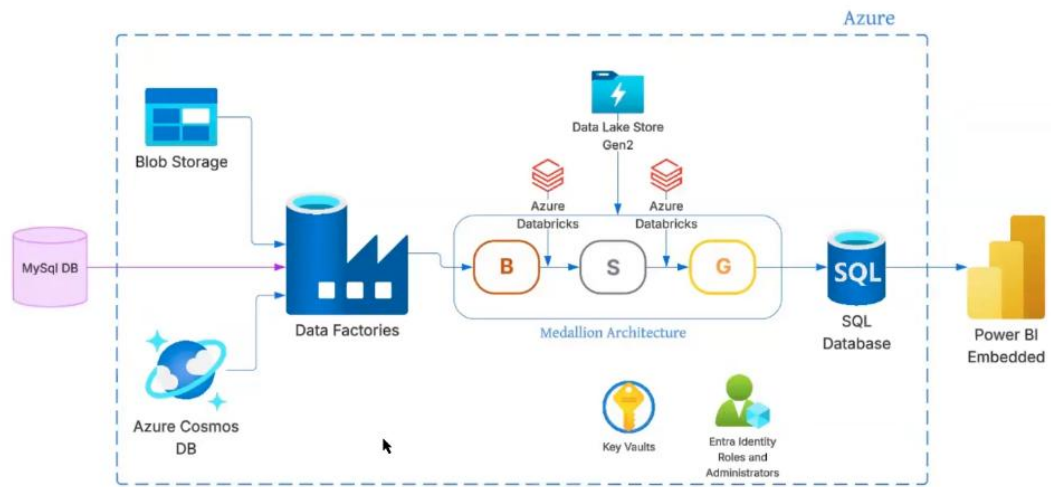 Azure
Blob Storage
Data Lake Store
Gen2
Azure
Databricks
Azure
Databricks
MySql DB
B
S
G
SQL
Data Factories
Medallion Architecture
SQL
Database
Power BI
Embedded
Azure Cosmos
DB
Key Vaults
Entra Identity
Roles and
Administrators